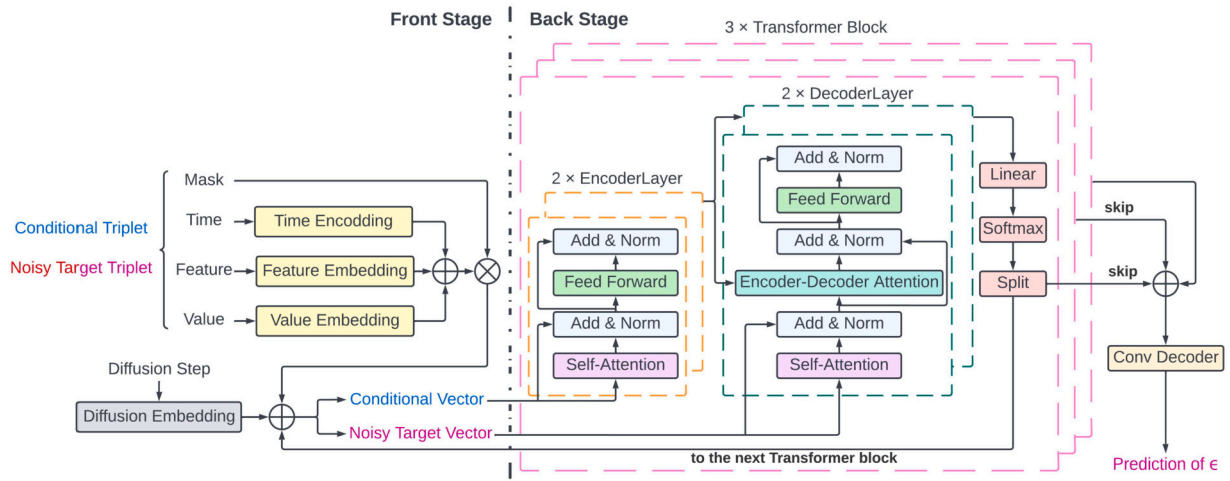 Front Stage
Back Stage
3 × Transformer Block
2 × DecoderLayer
Add & Norm
Feed Forward
Add & Norm
Encoder-Decoder Attention
Add & Norm
Self-Attention
2 × EncoderLayer
Add & Norm
Feed Forward
Add & Norm
Self-Attention
Linear
Softmax
Split
skip
skip
Conv Decoder
Prediction of ϵ
Conditional Triplet
Noisy Target Triplet
Mask
Time
Time Encodding
Feature
Feature Embedding
Value
Value Embedding
Diffusion Step
Diffusion Embedding
Conditional Vector
Noisy Target Vector
to the next Transformer block